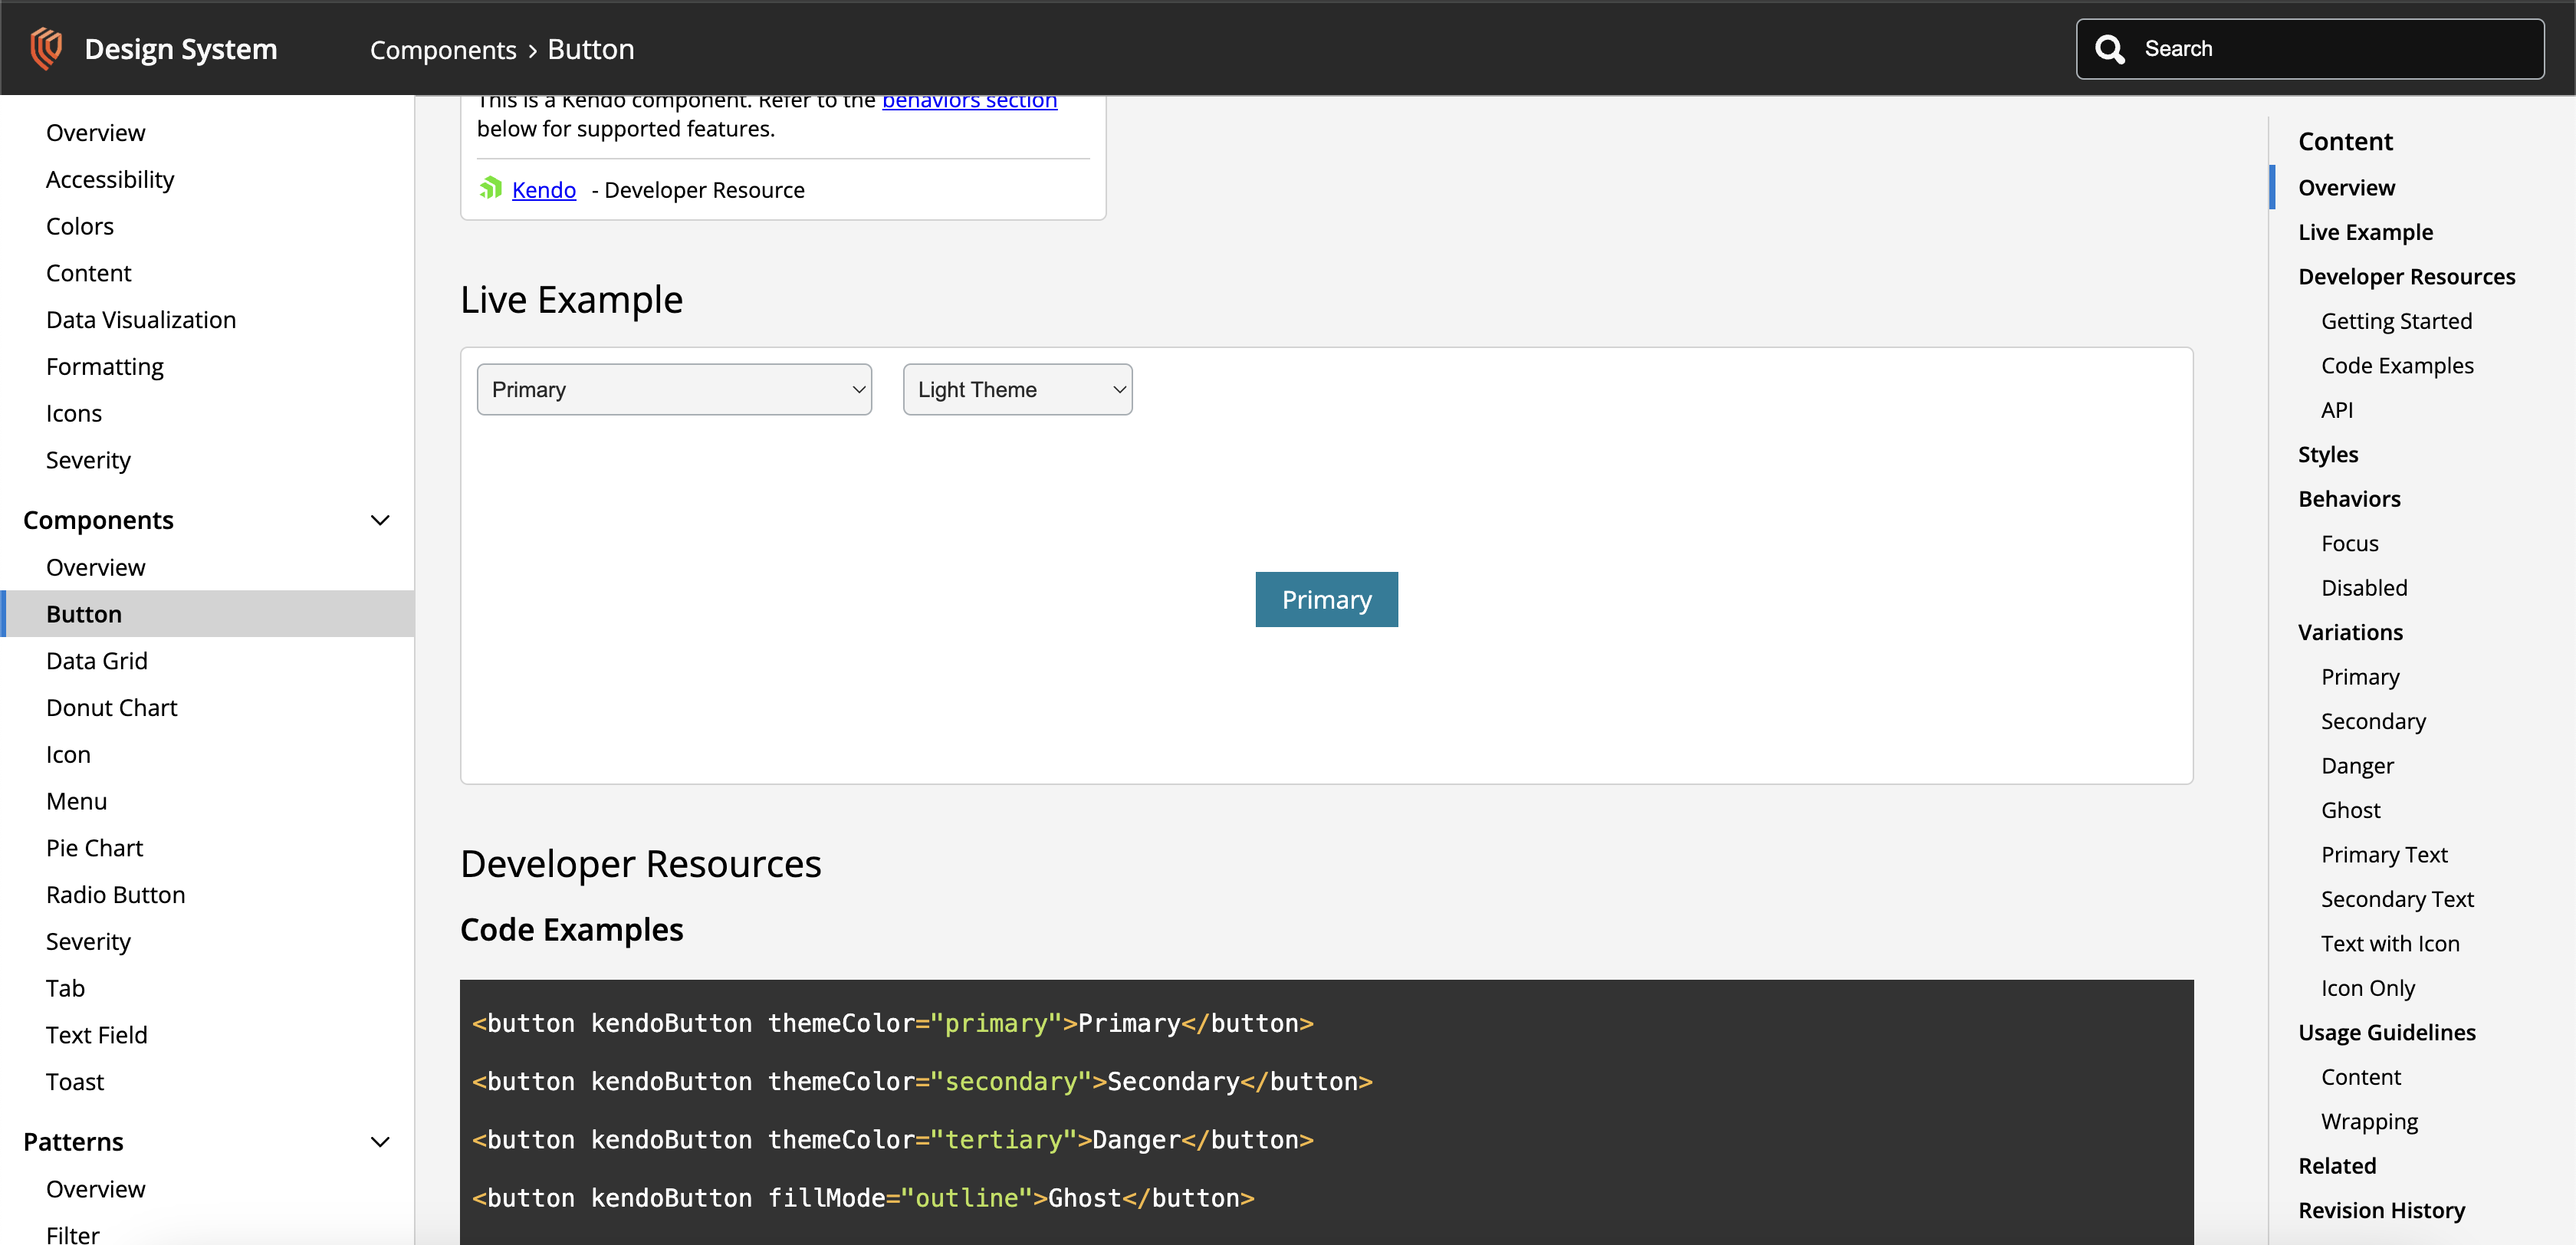 Design System
Components › Button
Search
Overview
Accessibility
Colors
Content
Data Visualization
Formatting
Icons
Severity
Components
Overview
Button
Data Grid
Donut Chart
Icon
Menu
Pie Chart
Radio Button
Severity
Tab
Text Field
Toast
Patterns
Overview
Filter
This is a Kendo component. Refer to the behaviors section
below for supported features.
Kendo - Developer Resource
Live Example
Primary
Light Theme
Primary
Developer Resources
Code Examples
<button kendoButton themeColor="primary">Primary</button>
<button kendoButton themeColor="secondary">Secondary</button>
<button kendoButton themeColor="tertiary">Danger</button>
<button kendoButton fillMode="outline">Ghost</button>
Content
Overview
Live Example
Developer Resources
Getting Started
Code Examples
API
Styles
Behaviors
Focus
Disabled
Variations
Primary
Secondary
Danger
Ghost
Primary Text
Secondary Text
Text with Icon
Icon Only
Usage Guidelines
Content
Wrapping
Related
Revision History